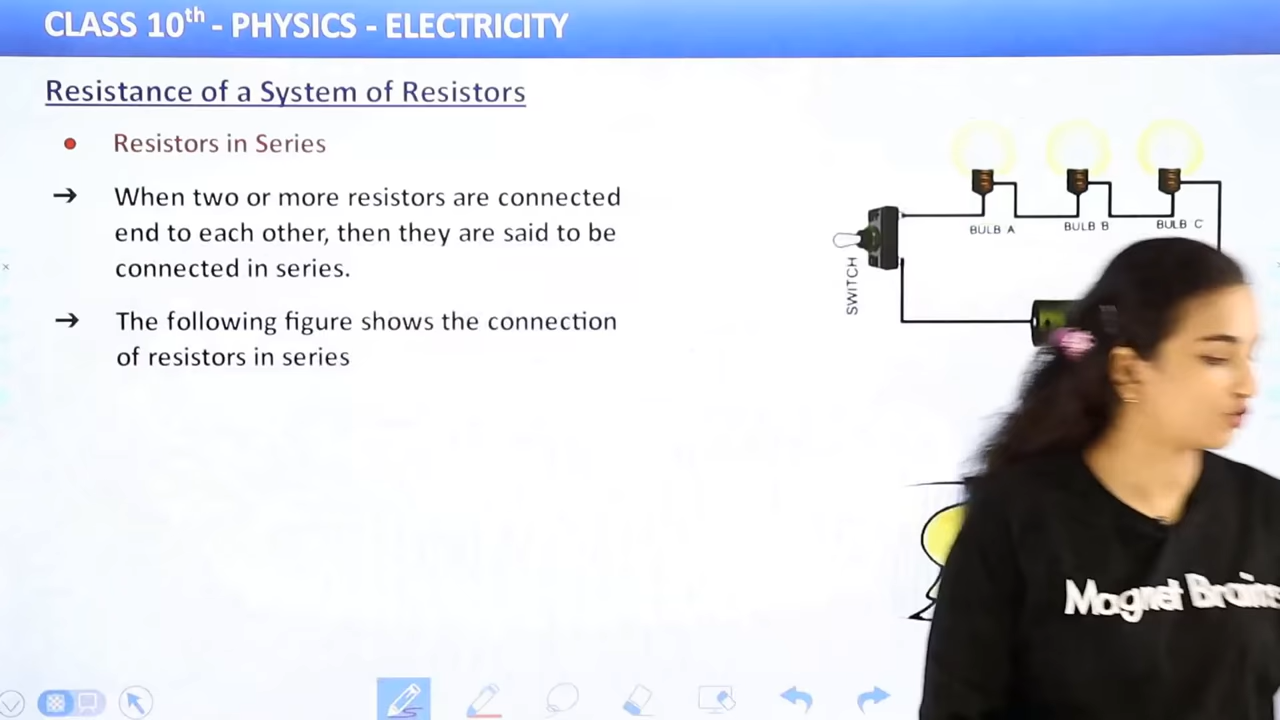 CLASS 10th - PHYSICS - ELECTRICITY
Resistance of a System of Resistors
• Resistors in Series
→ When two or more resistors are connected
end to each other, then they are said to be
connected in series.
→ The following figure shows the connection
of resistors in series
BULB A
BULB B
BULB C
SWITCH
Magnet Brains